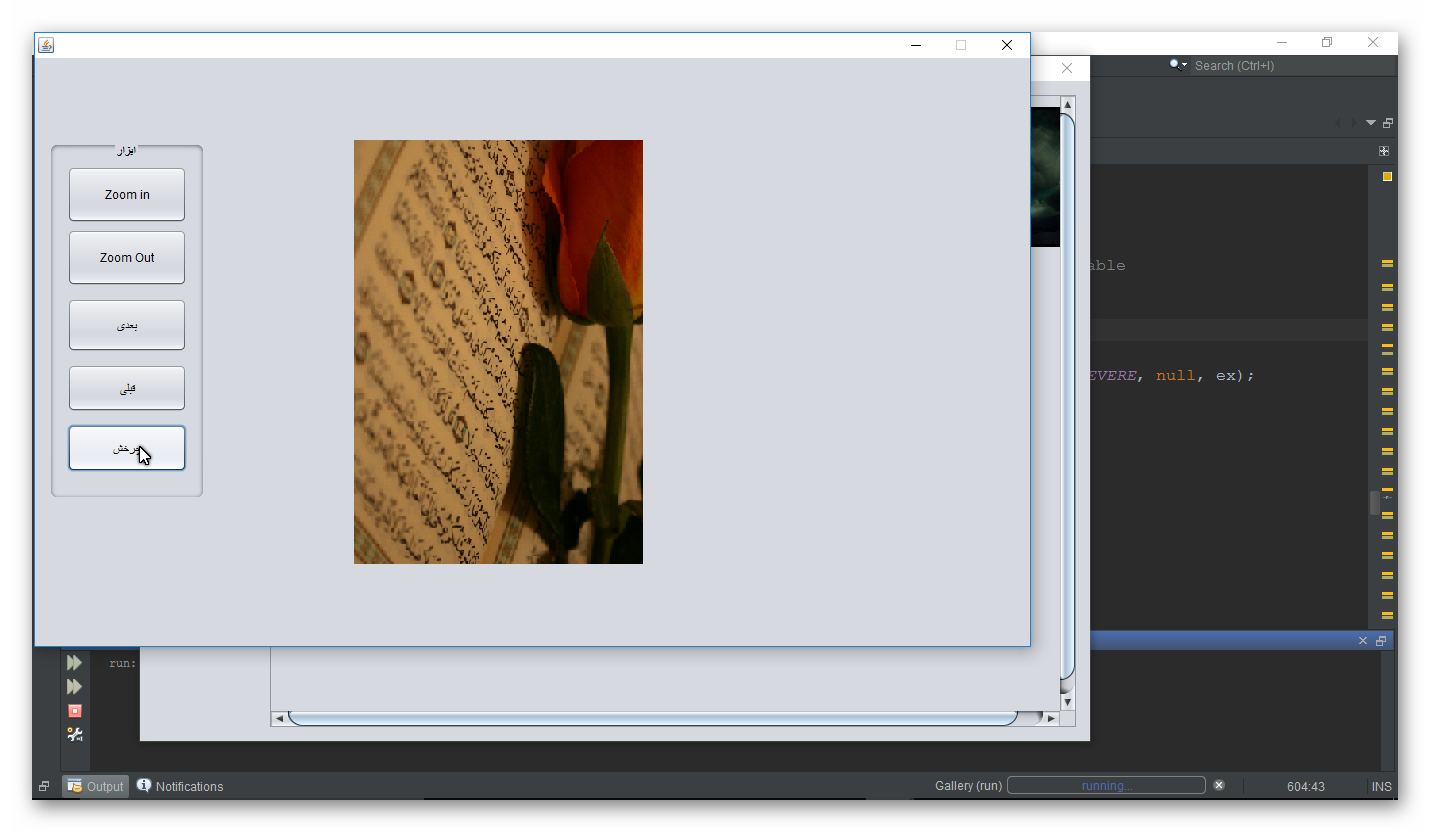 Search (Ctrl+I)
ابزار
Zoom in
Zoom Out
بعدی
قبلی
چرخش
able
EVERE, null, ex);
run:
Output
Notifications
Gallery (run)
running...
604:43
INS